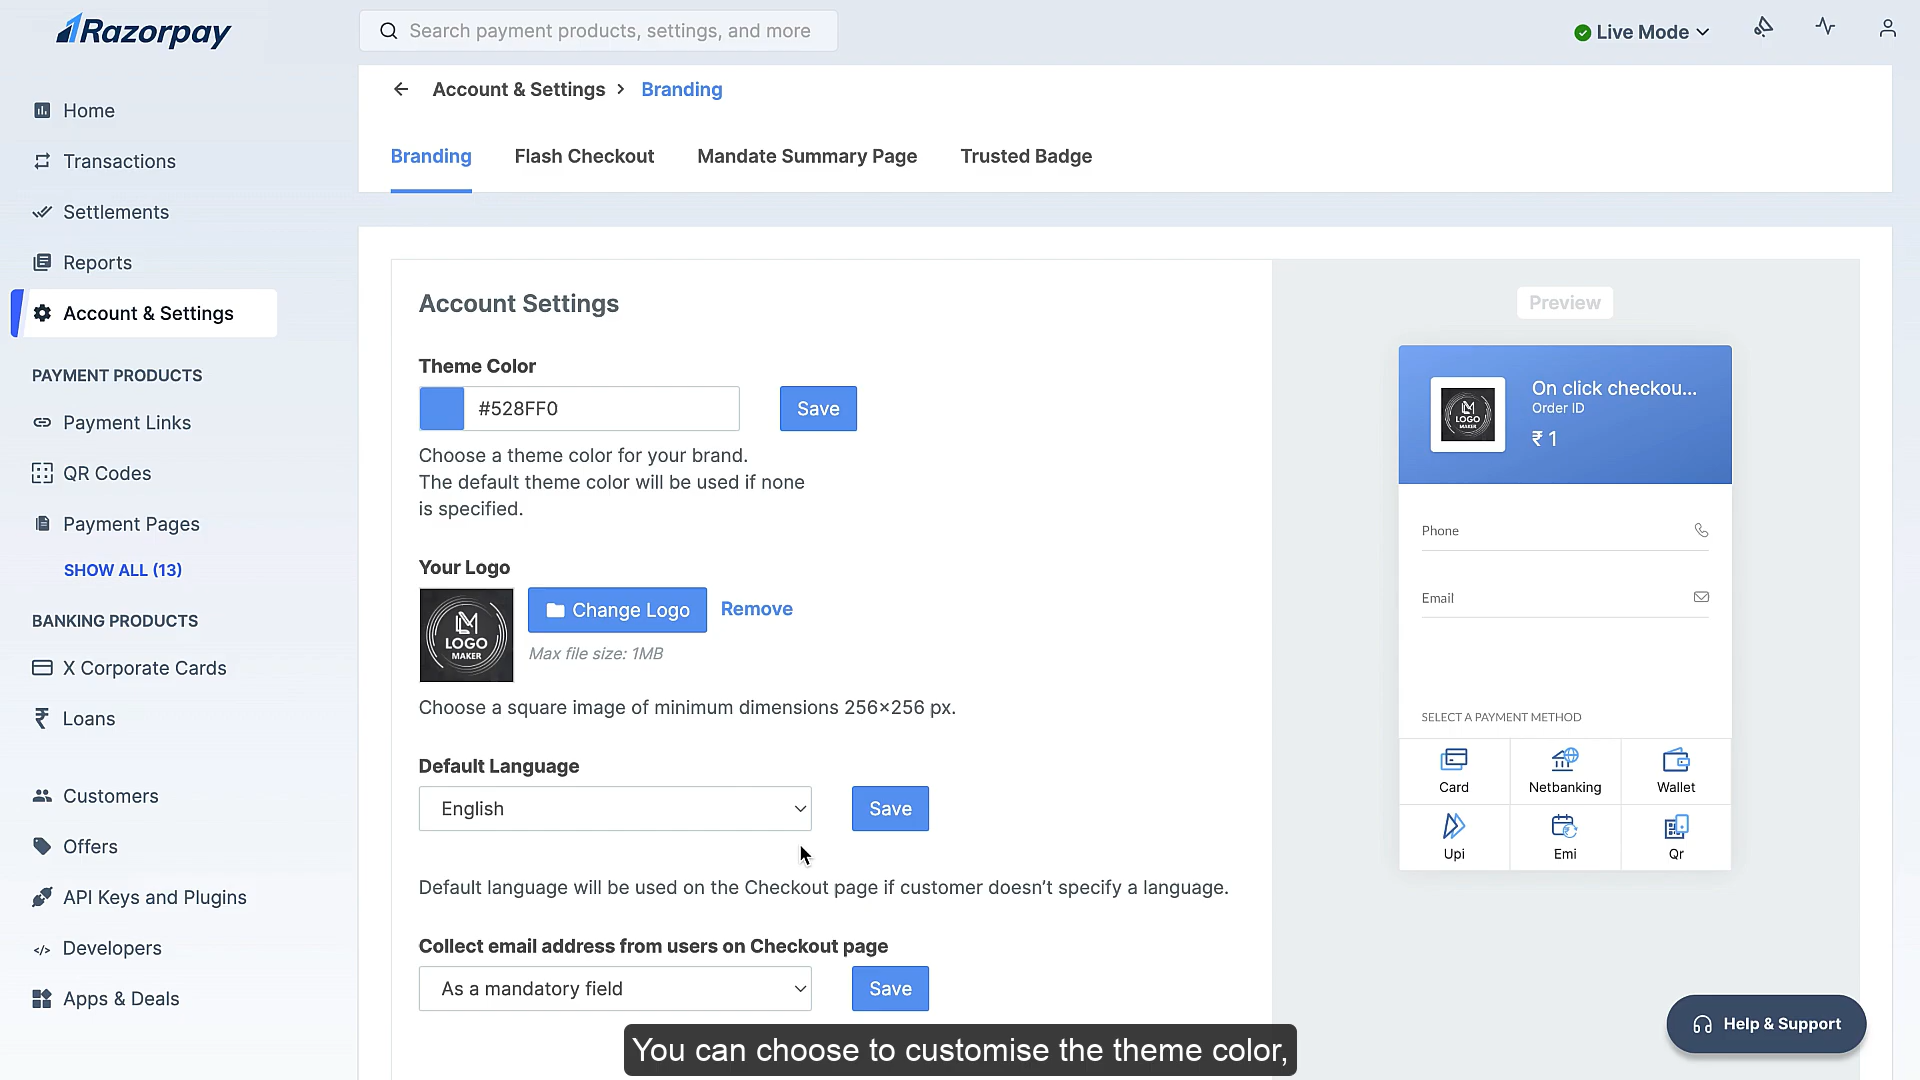 Razorpay
Search payment products, settings, and more
Live Mode
Home
Transactions
Settlements
Reports
Account & Settings
PAYMENT PRODUCTS
Payment Links
QR Codes
Payment Pages
SHOW ALL (13)
BANKING PRODUCTS
X Corporate Cards
Loans
Customers
Offers
API Keys and Plugins
Developers
Apps & Deals
Account & Settings > Branding
Branding Flash Checkout Mandate Summary Page Trusted Badge
Account Settings
Theme Color
#528FF0 Save
Choose a theme color for your brand.
The default theme color will be used if none
is specified.
Your Logo
LM
LOGO
MAKER
Change Logo Remove
Max file size: 1MB
Choose a square image of minimum dimensions 256×256 px.
Default Language
English Save
Default language will be used on the Checkout page if customer doesn't specify a language.
Collect email address from users on Checkout page
As a mandatory field Save
Preview
LM
LOGO
MAKER
On click checkou...
Order ID
₹ 1
Phone
Email
SELECT A PAYMENT METHOD
Card Netbanking Wallet
Upi Emi Qr
Help & Support
You can choose to customise the theme color,